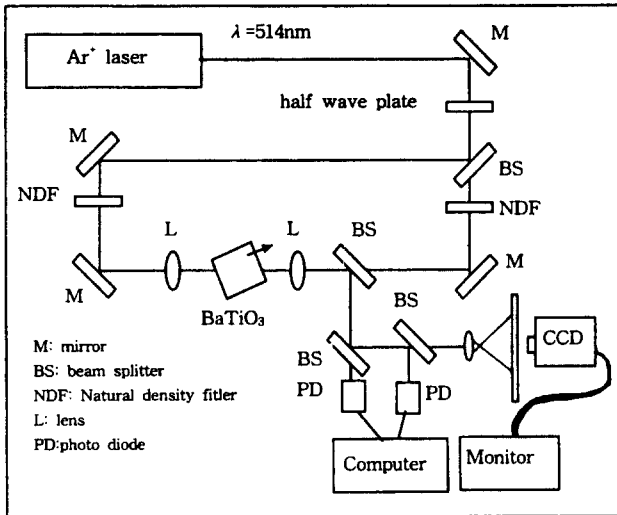 λ=514nm
M
Ar⁺ laser
half wave plate
M
BS
NDF
NDF
L
L
BS
M
M
BaTiO₃
BS
CCD
M: mirror
BS: beam splitter
NDF: Natural density fitler
L: lens
PD:photo diode
BS
PD
PD
Computer
Monitor